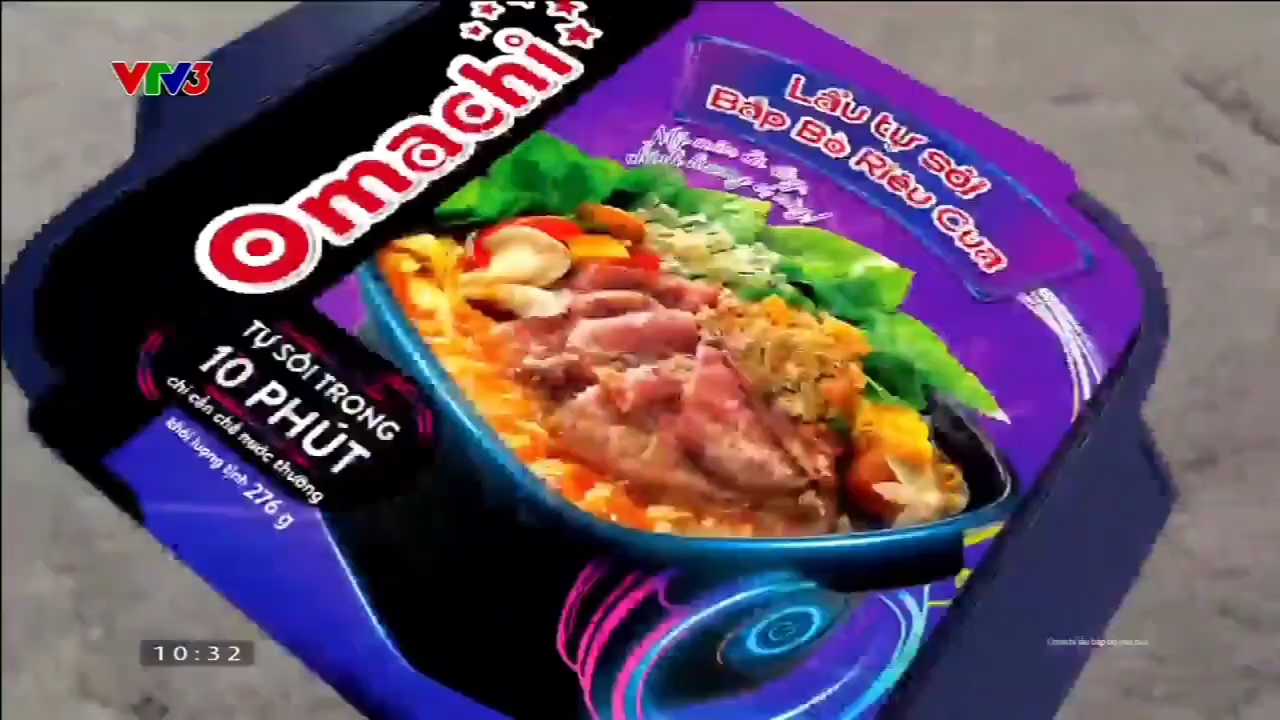 VTV3
Omachi
Lẩu tự sôi
Bắp Bò Riêu Cua
TỰ SÔI TRONG
10 PHÚT
chỉ cần chế nước thường
khối lượng tịnh 276 g
10:32